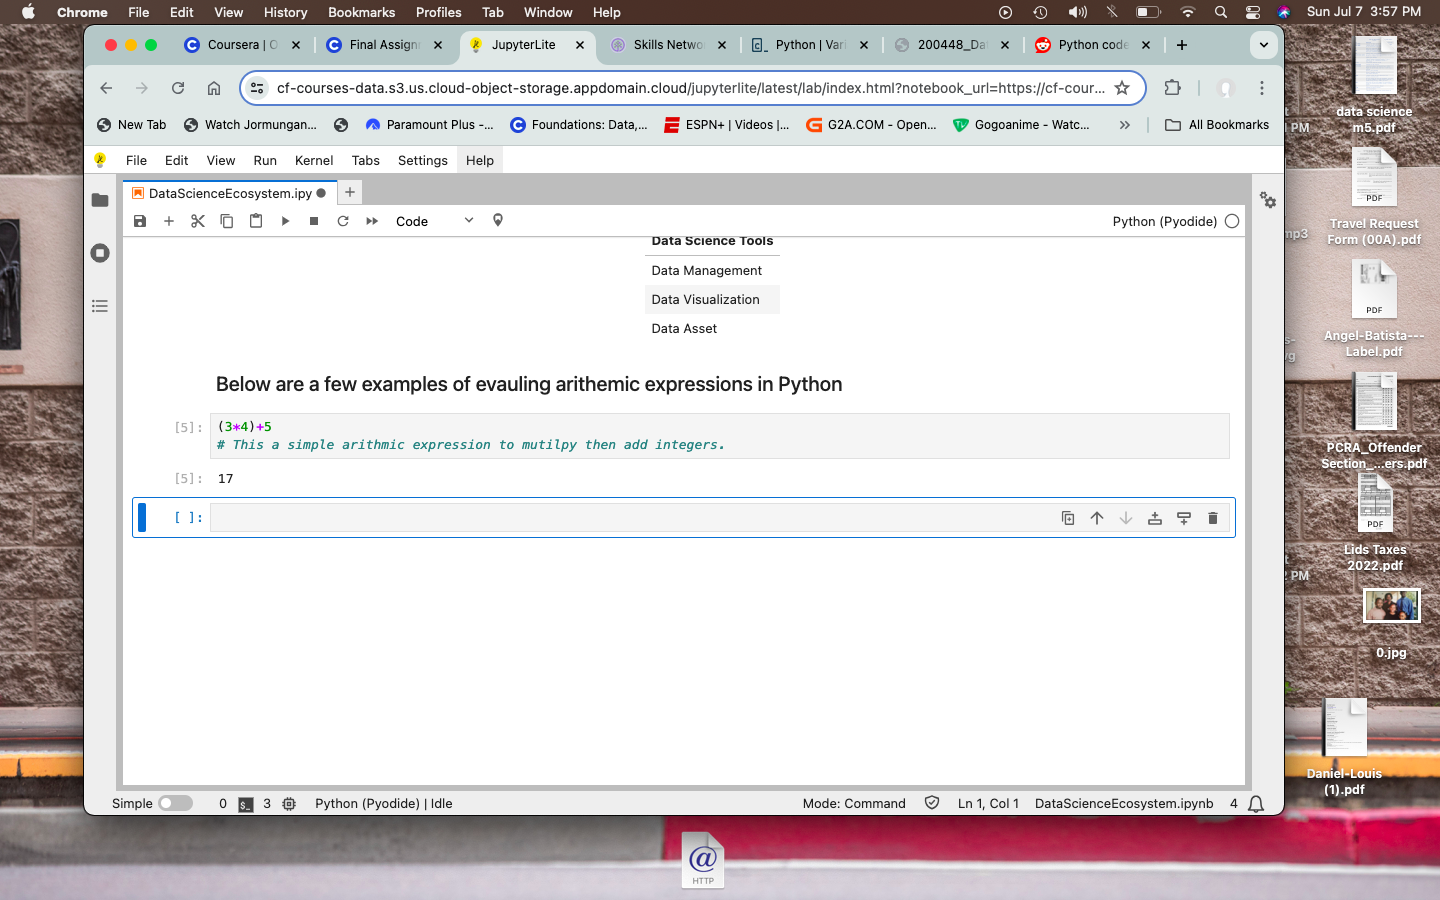 Chrome File Edit View History Bookmarks Profiles Tab Window Help Sun Jul 7 3:57 PM
Coursera | O Final Assignm JupyterLite Skills Netwo Python | Vari 200448_Da Python code
cf-courses-data.s3.us.cloud-object-storage.appdomain.cloud/jupyterlite/latest/lab/index.html?notebook_url=https://cf-cour...
New Tab Watch Jormungan... Paramount Plus -... Foundations: Data,... ESPN+ | Videos |... G2A.COM - Open... Gogoanime - Watc... » All Bookmarks
File Edit View Run Kernel Tabs Settings Help
DataScienceEcosystem.ipy
Code Python (Pyodide)
Data Science Tools
Data Management
Data Visualization
Data Asset
Below are a few examples of evauling arithemic expressions in Python
[5]: (3*4)+5
# This a simple arithmic expression to mutilpy then add integers.
[5]: 17
[ ]:
Simple 0 $_ 3 Python (Pyodide) | Idle Mode: Command Ln 1, Col 1 DataScienceEcosystem.ipynb 4
data science
m5.pdf
PM
PDF
Travel Request
Form (00A).pdf
mp3
PDF
Angel-Batista---
Label.pdf
PCRA_Offender
Section_...ers.pdf
PDF
Lids Taxes
2022.pdf
PM
0.jpg
Daniel-Louis
(1).pdf
@
HTTP